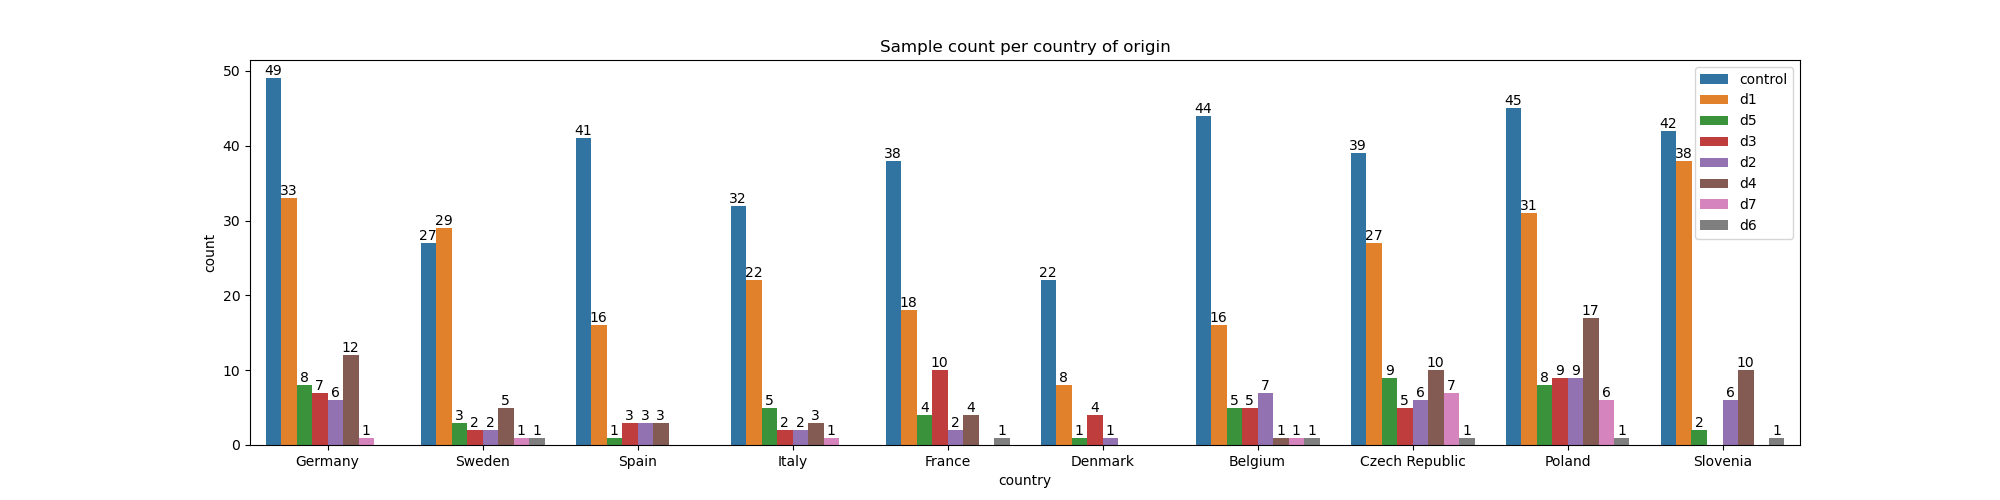 Sample count per country of origin
count
50
40
30
20
10
0
49 33 8 7 6 12 1
27 29 3 2 2 5 1 1
41 16 1 3 3 3
32 22 5 2 2 3 1
38 18 4 10 2 4 1
22 8 1 4 1
44 16 5 5 7 1 1 1
39 27 9 5 6 10 7 1
45 31 8 9 9 17 6 1
42 38 2 6 10 1
control
d1
d5
d3
d2
d4
d7
d6
Germany Sweden Spain Italy France Denmark Belgium Czech Republic Poland Slovenia
country